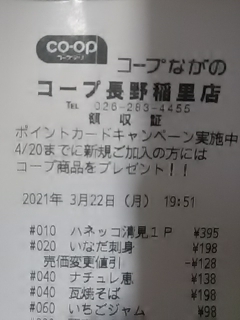 CO-OP
コープデリ
コープながの
コープ長野稲里店
TEL 026-283-4455
領 収 証
ポイントカードキャンペーン実施中
4/20までに新規ご加入の方には
コープ商品をプレゼント!!
2021年 3月22日(月) 19:51
#010 ハネッコ清見1P ¥395
#020 いなだ刺身 ¥198
売価変更値引 -¥128
#040 ナチュレ恵 ¥138
#040 瓦焼そば ¥198
#060 いちごジャム ¥98